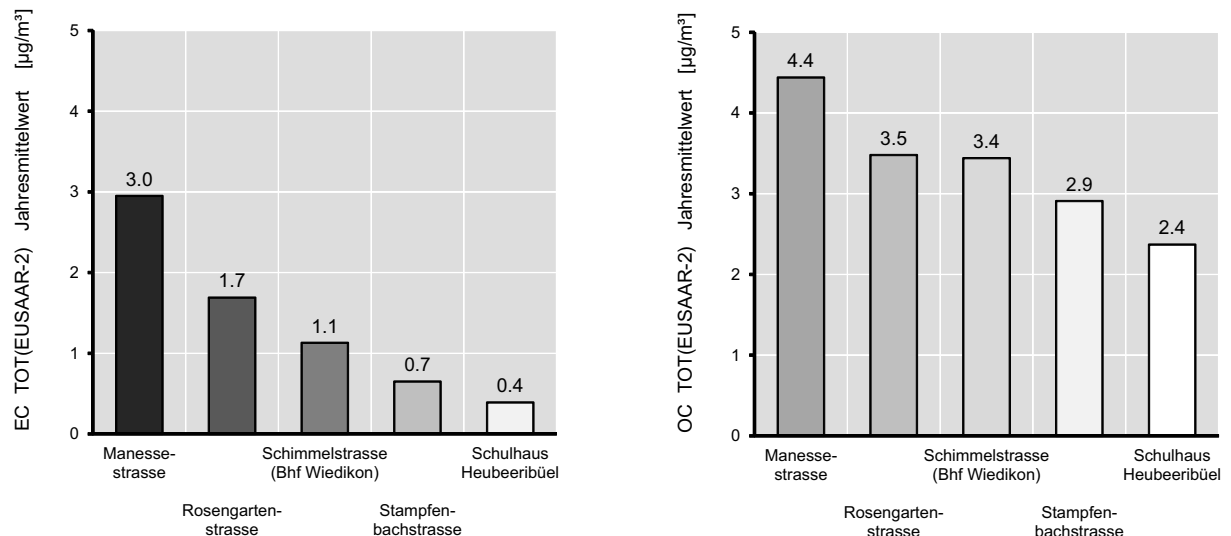 EC TOT(EUSAAR-2) Jahresmittelwert [µg/m³]
5
4
3
2
1
0
3.0
1.7
1.1
0.7
0.4
Manesse-
strasse
Rosengarten-
strasse
Schimmelstrasse
(Bhf Wiedikon)
Stampfen-
bachstrasse
Schulhaus
Heubeeribüel
OC TOT(EUSAAR-2) Jahresmittelwert [µg/m³]
5
4
3
2
1
0
4.4
3.5
3.4
2.9
2.4
Manesse-
strasse
Rosengarten-
strasse
Schimmelstrasse
(Bhf Wiedikon)
Stampfen-
bachstrasse
Schulhaus
Heubeeribüel